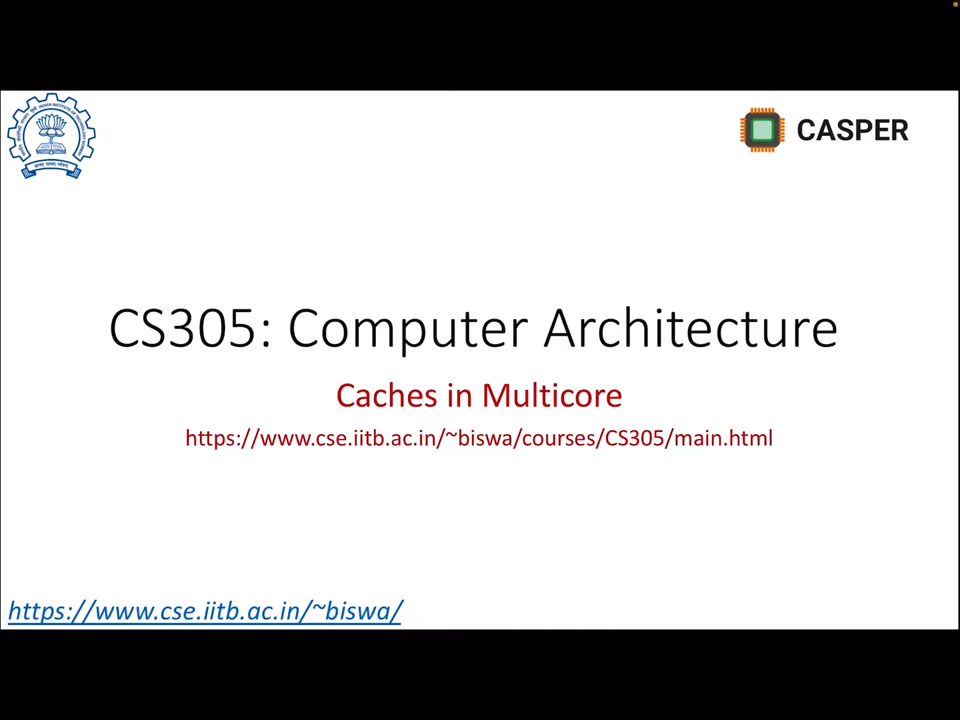 CASPER
CS305: Computer Architecture
Caches in Multicore
https://www.cse.iitb.ac.in/~biswa/courses/CS305/main.html
https://www.cse.iitb.ac.in/~biswa/